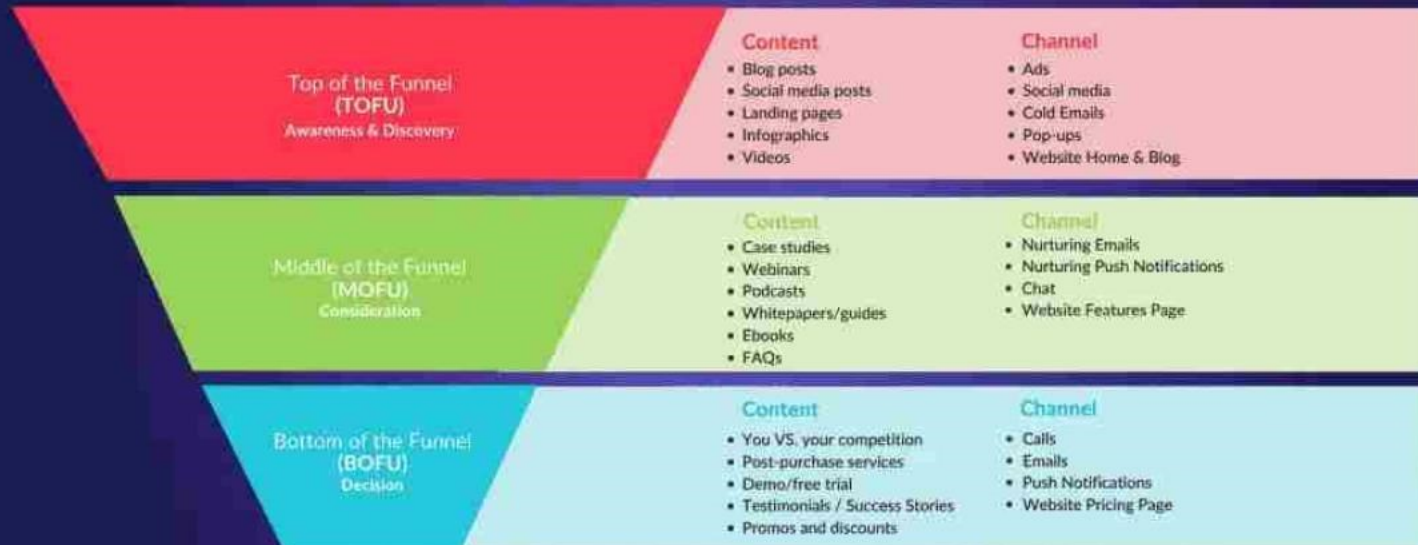 Top of the Funnel
(TOFU)
Awareness & Discovery
Content
• Blog posts
• Social media posts
• Landing pages
• Infographics
• Videos
Channel
• Ads
• Social media
• Cold Emails
• Pop-ups
• Website Home & Blog
Middle of the Funnel
(MOFU)
Consideration
Content
• Case studies
• Webinars
• Podcasts
• Whitepapers/guides
• Ebooks
• FAQs
Channel
• Nurturing Emails
• Nurturing Push Notifications
• Chat
• Website Features Page
Bottom of the Funnel
(BOFU)
Decision
Content
• You VS. your competition
• Post-purchase services
• Demo/free trial
• Testimonials / Success Stories
• Promos and discounts
Channel
• Calls
• Emails
• Push Notifications
• Website Pricing Page